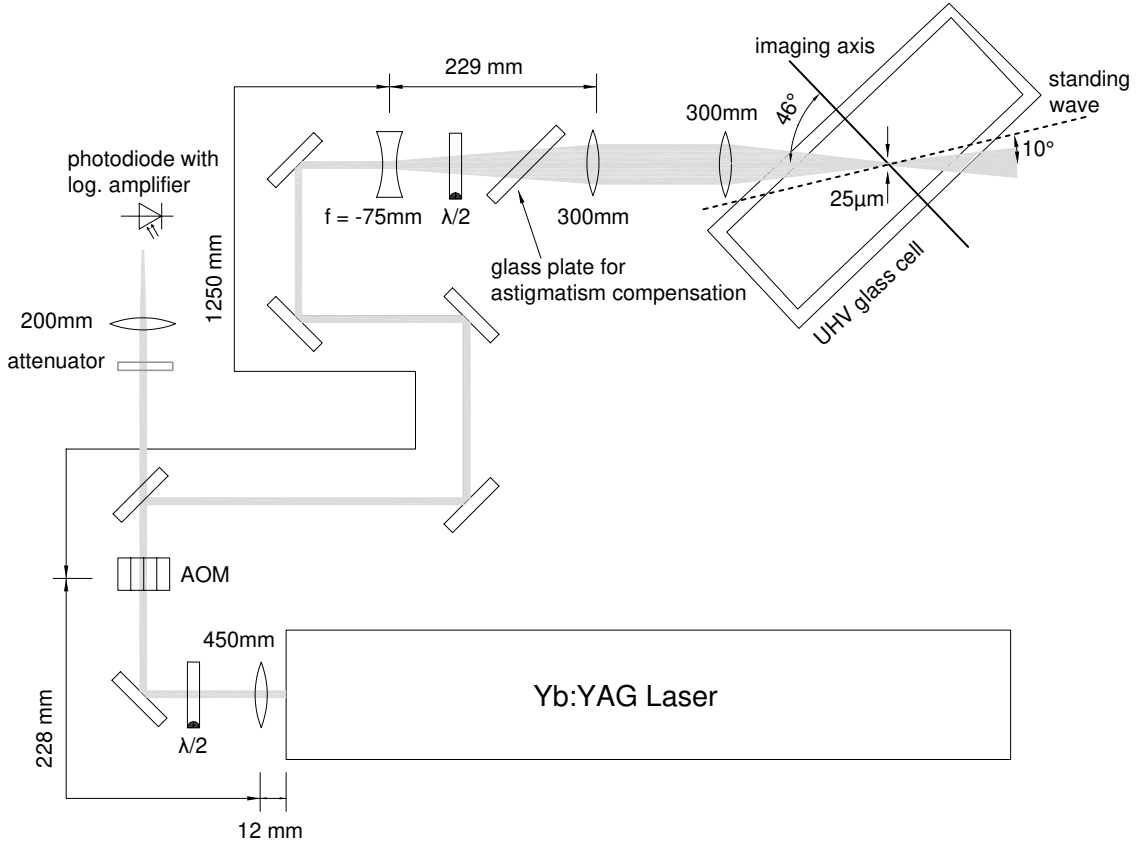 imaging axis
229 mm
standing
wave
46°
300mm
10°
photodiode with
log. amplifier
f = -75mm
λ/2
300mm
25µm
1250 mm
glass plate for
astigmatism compensation
UHV glass cell
200mm
attenuator
AOM
450mm
Yb:YAG Laser
λ/2
228 mm
12 mm